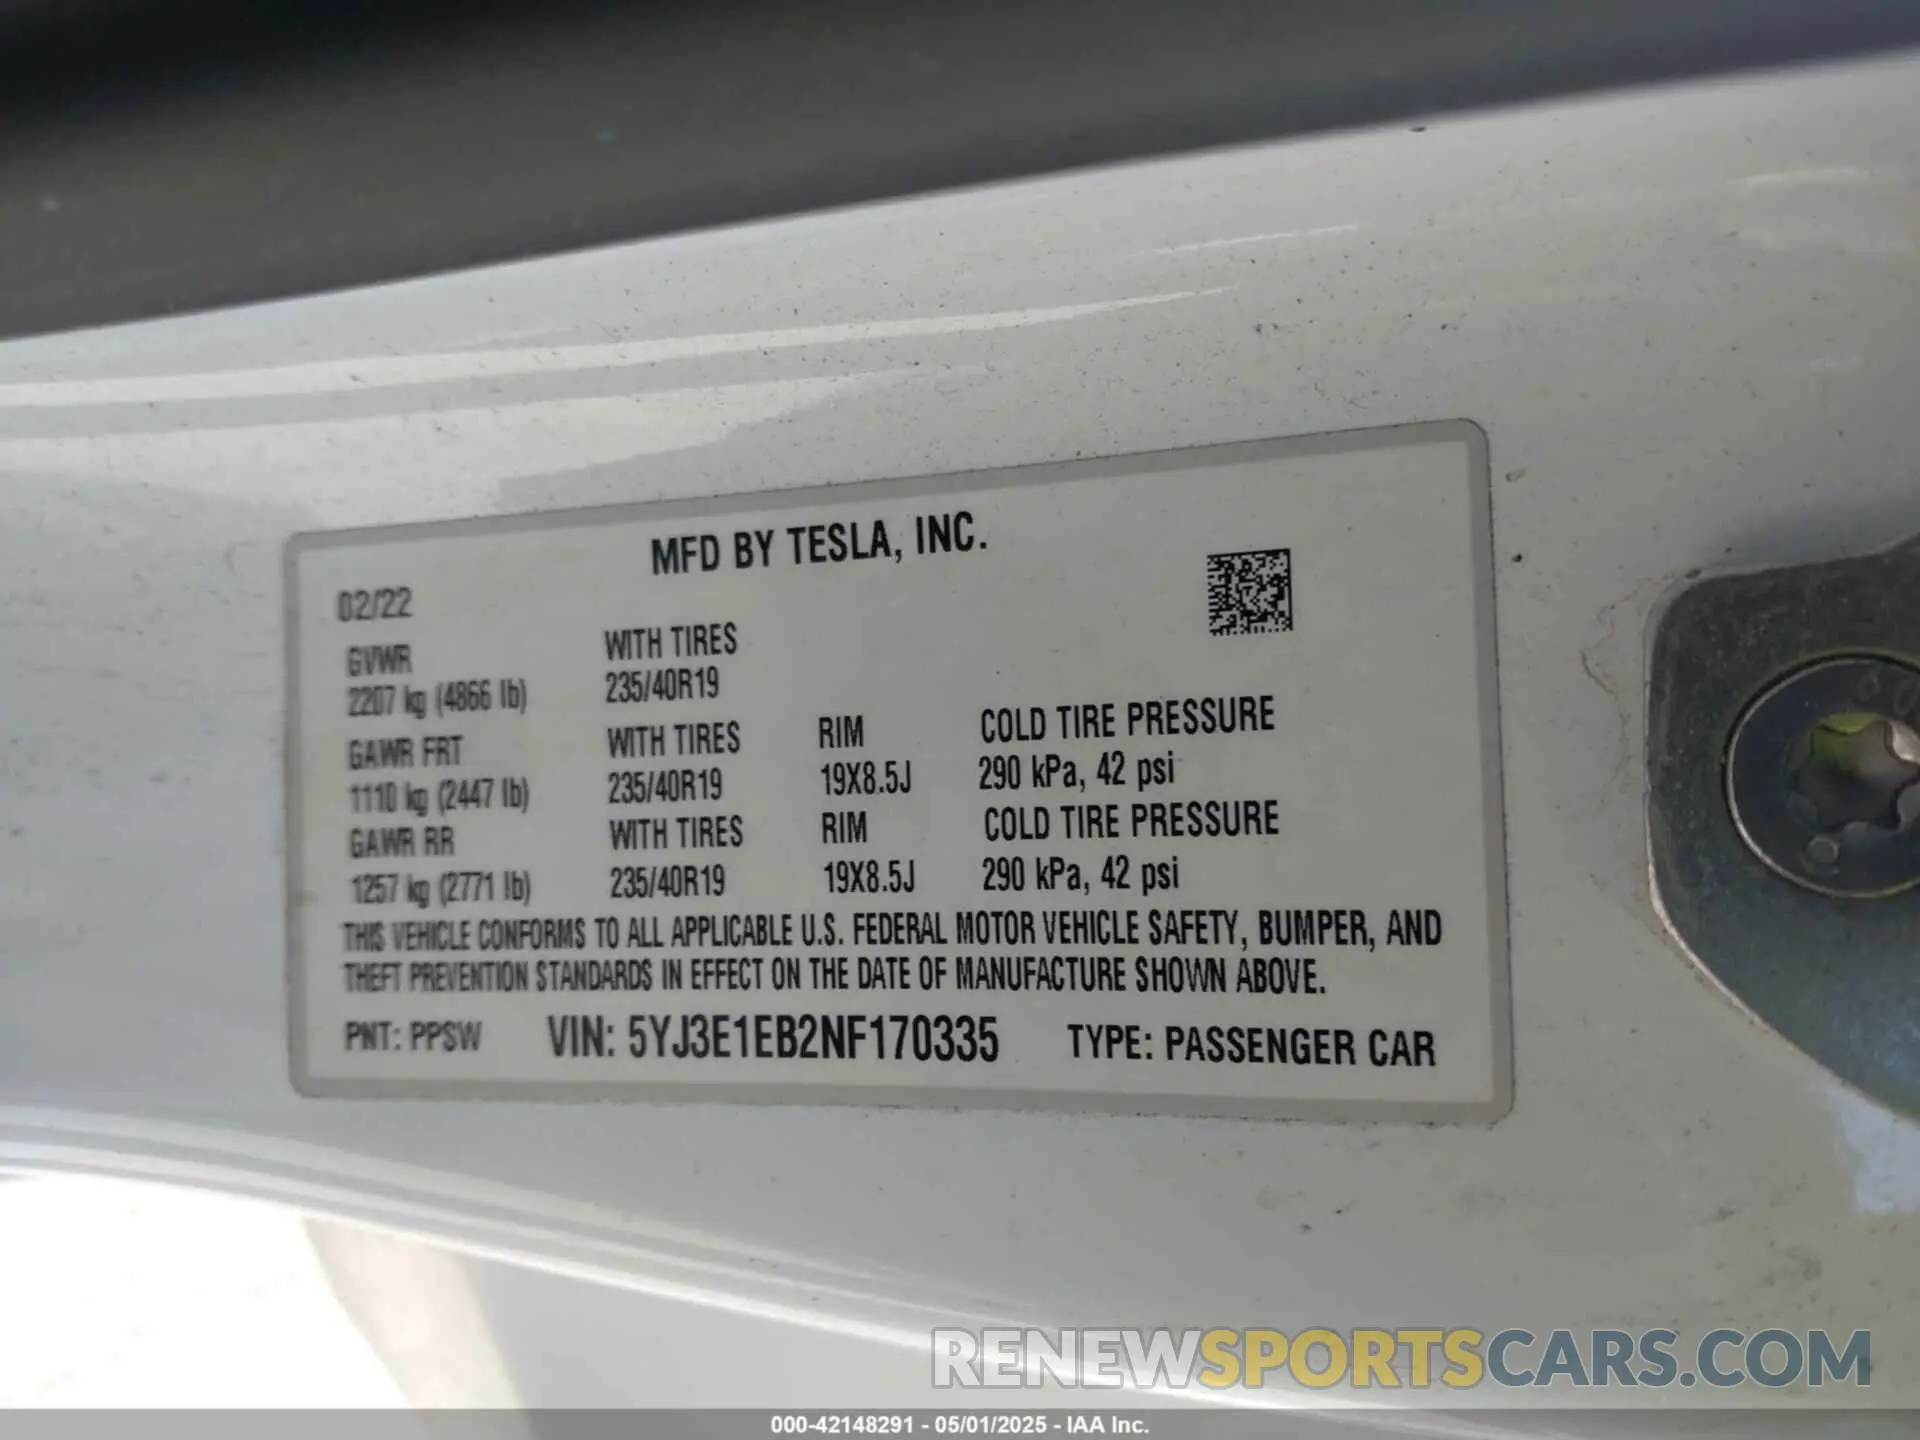 MFD BY TESLA, INC.
02/22
GVWR WITH TIRES
2207 kg (4866 lb) 235/40R19
GAWR FRT WITH TIRES RIM COLD TIRE PRESSURE
1110 kg (2447 lb) 235/40R19 19X8.5J 290 kPa, 42 psi
GAWR RR WITH TIRES RIM COLD TIRE PRESSURE
1257 kg (2771 lb) 235/40R19 19X8.5J 290 kPa, 42 psi
THIS VEHICLE CONFORMS TO ALL APPLICABLE U.S. FEDERAL MOTOR VEHICLE SAFETY, BUMPER, AND
THEFT PREVENTION STANDARDS IN EFFECT ON THE DATE OF MANUFACTURE SHOWN ABOVE.
PNT: PPSW VIN: 5YJ3E1EB2NF170335 TYPE: PASSENGER CAR
RENEWSPORTSCARS.COM
000-42148291 - 05/01/2025 - IAA Inc.